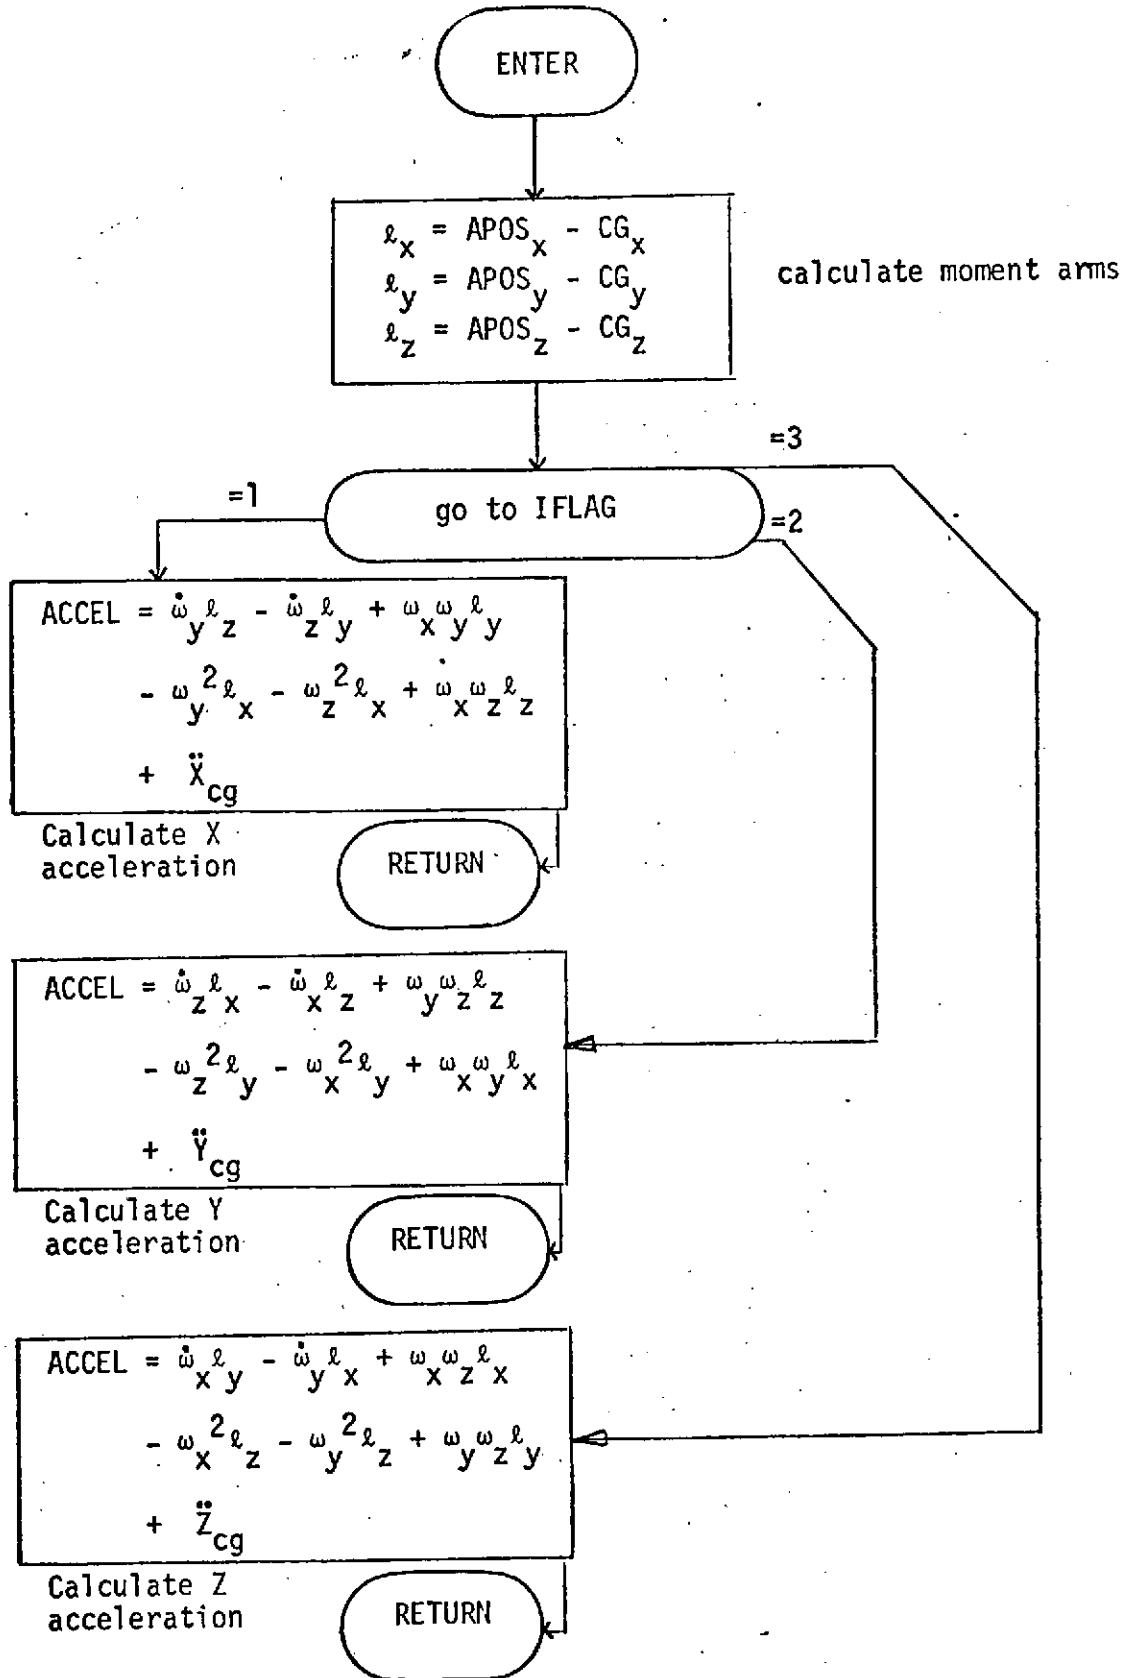 ENTER
ℓx = APOSx - CGx
ℓy = APOSy - CGy
ℓz = APOSz - CGz
calculate moment arms
=3
=1
go to IFLAG
=2
ACCEL = ω̇yℓz - ω̇zℓy + ωxωyℓy
- ωy²ℓx - ωz²ℓx + ωxωzℓz
+ Ẍcg
Calculate X
acceleration
RETURN
ACCEL = ω̇zℓx - ω̇xℓz + ωyωzℓz
- ωz²ℓy - ωx²ℓy + ωxωyℓx
+ Ÿcg
Calculate Y
acceleration
RETURN
ACCEL = ω̇xℓy - ω̇yℓx + ωxωzℓx
- ωx²ℓz - ωy²ℓz + ωyωzℓy
+ Z̈cg
Calculate Z
acceleration
RETURN